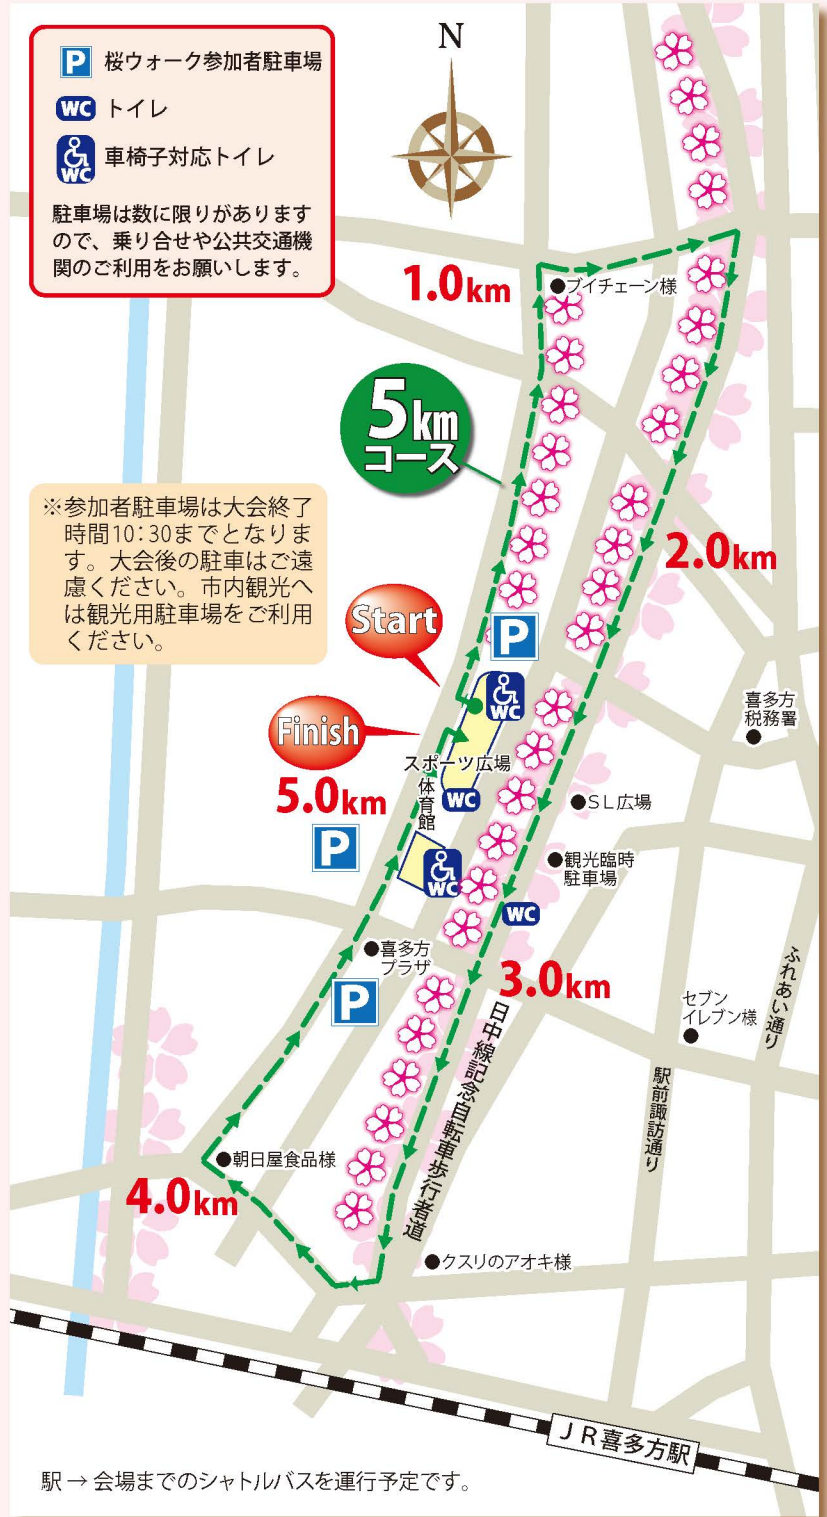 P 桜ウォーク参加者駐車場
WC トイレ
WC 車椅子対応トイレ
駐車場は数に限りがあります
ので、乗り合せや公共交通機
関のご利用をお願いします。
N
1.0km
ブイチェーン様
5km
コース
※参加者駐車場は大会終了
時間10:30までとなりま
す。大会後の駐車はご遠
慮ください。市内観光へ
は観光用駐車場をご利用
ください。
2.0km
Start
P
WC
喜多方
税務署
Finish
スポーツ広場
5.0km
WC
体育館
SL広場
P
WC
観光臨時
駐車場
WC
喜多方
プラザ
P
3.0km
日中線記念自転車歩行者道
セブン
イレブン様
ふれあい通り
駅前諏訪通り
朝日屋食品様
4.0km
クスリのアオキ様
JR喜多方駅
駅→会場までのシャトルバスを運行予定です。